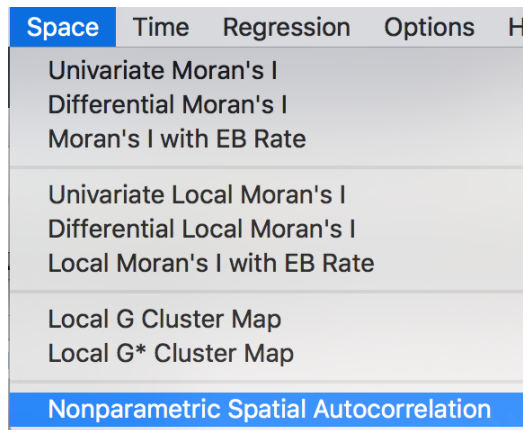 Space Time Regression Options H
Univariate Moran's I
Differential Moran's I
Moran's I with EB Rate
Univariate Local Moran's I
Differential Local Moran's I
Local Moran's I with EB Rate
Local G Cluster Map
Local G* Cluster Map
Nonparametric Spatial Autocorrelation